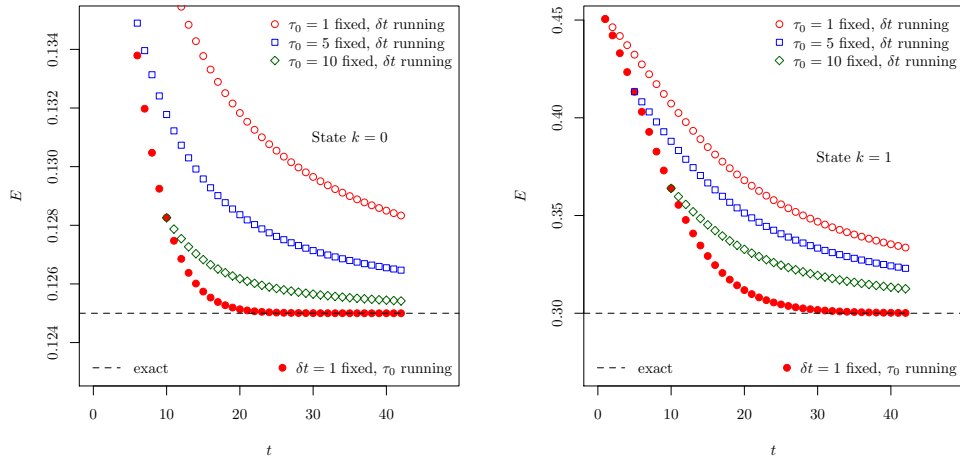 τ₀ = 1 fixed, δt running
τ₀ = 5 fixed, δt running
τ₀ = 10 fixed, δt running
State k = 0
exact
δt = 1 fixed, τ₀ running
E
0.134
0.132
0.130
0.128
0.126
0.124
0
10
20
30
40
t
τ₀ = 1 fixed, δt running
τ₀ = 5 fixed, δt running
τ₀ = 10 fixed, δt running
State k = 1
exact
δt = 1 fixed, τ₀ running
E
0.45
0.40
0.35
0.30
0
10
20
30
40
t